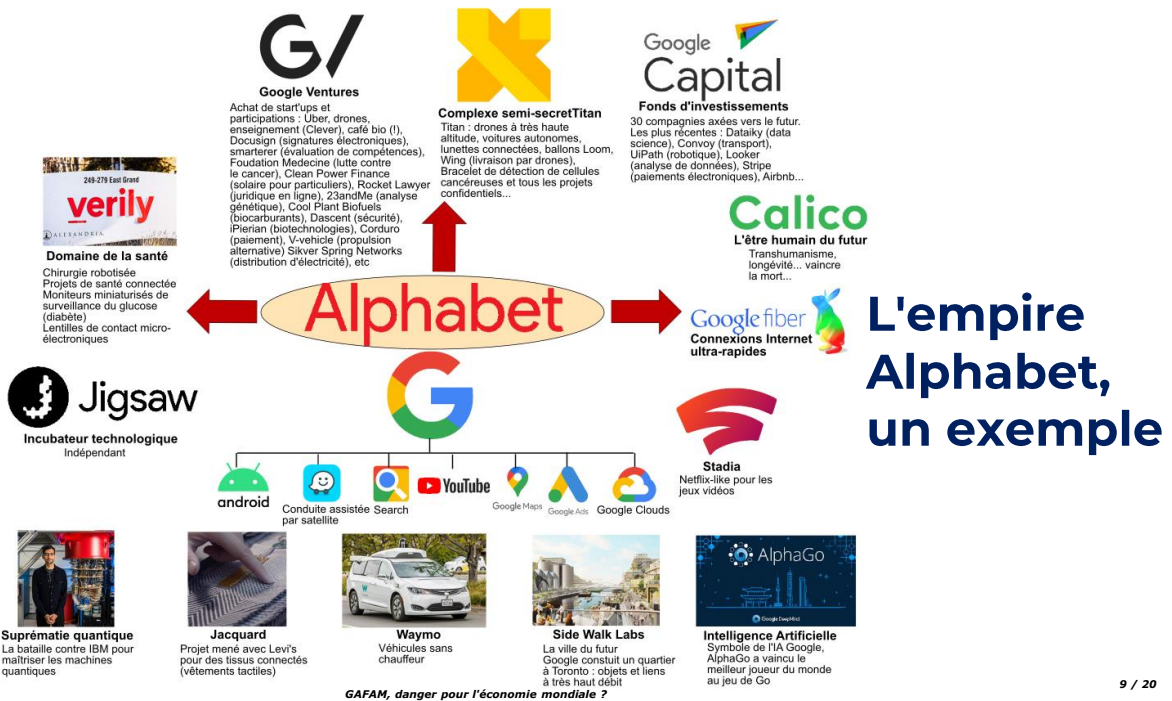 G/
Google Ventures
Achat de start'ups et
participations : Uber, drones,
enseignement (Clever), café bio (!),
Docusign (signatures électroniques),
smarterer (évaluation de compétences),
Foudation Medecine (lutte contre
le cancer), Clean Power Finance
(solaire pour particuliers), Rocket Lawyer
(juridique en ligne), 23andMe (analyse
génétique), Cool Plant Biofuels
(biocarburants), Dascent (sécurité),
iPierian (biotechnologies), Corduro
(paiement), V-vehicle (propulsion
alternative) Sikver Spring Networks
(distribution d'électricité), etc
Complexe semi-secretTitan
Titan : drones à très haute
altitude, voitures autonomes,
lunettes connectées, ballons Loom,
Wing (livraison par drones),
Bracelet de détection de cellules
cancéreuses et tous les projets
confidentiels...
Google
Capital
Fonds d'investissements
30 compagnies axées vers le futur.
Les plus récentes : Dataiky (data
science), Convoy (transport),
UiPath (robotique), Looker
(analyse de données), Stripe
(paiements électroniques), Airbnb...
249-279 East Grand
verily
ALEXANDRIA
Domaine de la santé
Chirurgie robotisée
Projets de santé connectée
Moniteurs miniaturisés de
surveillance du glucose
(diabète)
Lentilles de contact micro-
électroniques
Calico
L'être humain du futur
Transhumanisme,
longévité... vaincre
la mort...
Alphabet
Google fiber
Connexions Internet
ultra-rapides
L'empire
Alphabet,
un exemple
Jigsaw
Incubateur technologique
Indépendant
G
Stadia
Netflix-like pour les
jeux vidéos
android
Conduite assistée
par satellite
Search
YouTube
Google Maps
Google Ads
Google Clouds
Suprématie quantique
La bataille contre IBM pour
maîtriser les machines
quantiques
Jacquard
Projet mené avec Levi's
pour des tissus connectés
(vêtements tactiles)
Waymo
Véhicules sans
chauffeur
Side Walk Labs
La ville du futur
Google constuit un quartier
à Toronto : objets et liens
à très haut débit
AlphaGo
Google DeepMind
Intelligence Artificielle
Symbole de l'IA Google,
AlphaGo a vaincu le
meilleur joueur du monde
au jeu de Go
GAFAM, danger pour l'économie mondiale ?
9 / 20